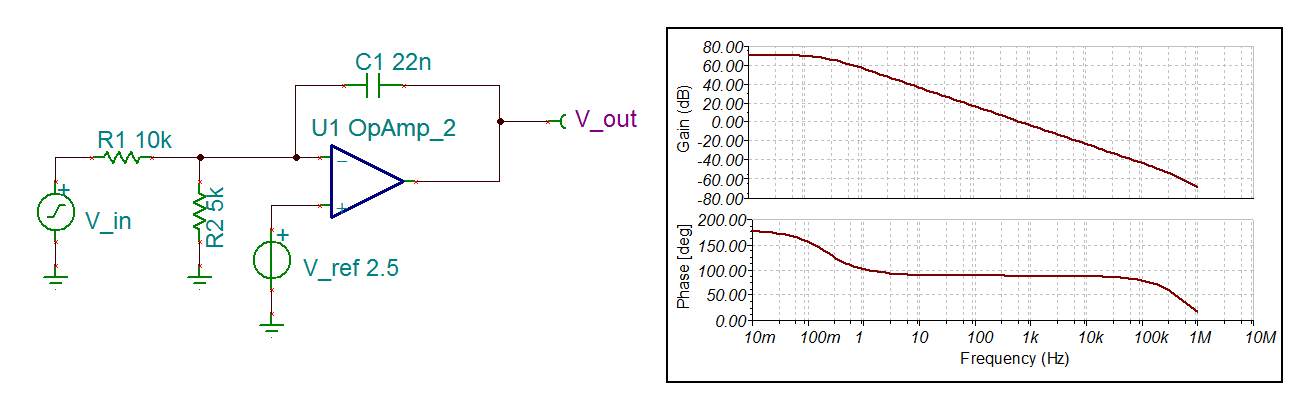 C1 22n
V_out
U1 OpAmp_2
R1 10k
−
+
+
V_in
R2 5k
+
V_ref 2.5
80.00
60.00
40.00
20.00
0.00
-20.00
-40.00
-60.00
-80.00
Gain (dB)
200.00
150.00
100.00
50.00
0.00
Phase [deg]
10m 100m 1 10 100 1k 10k 100k 1M 10M
Frequency (Hz)